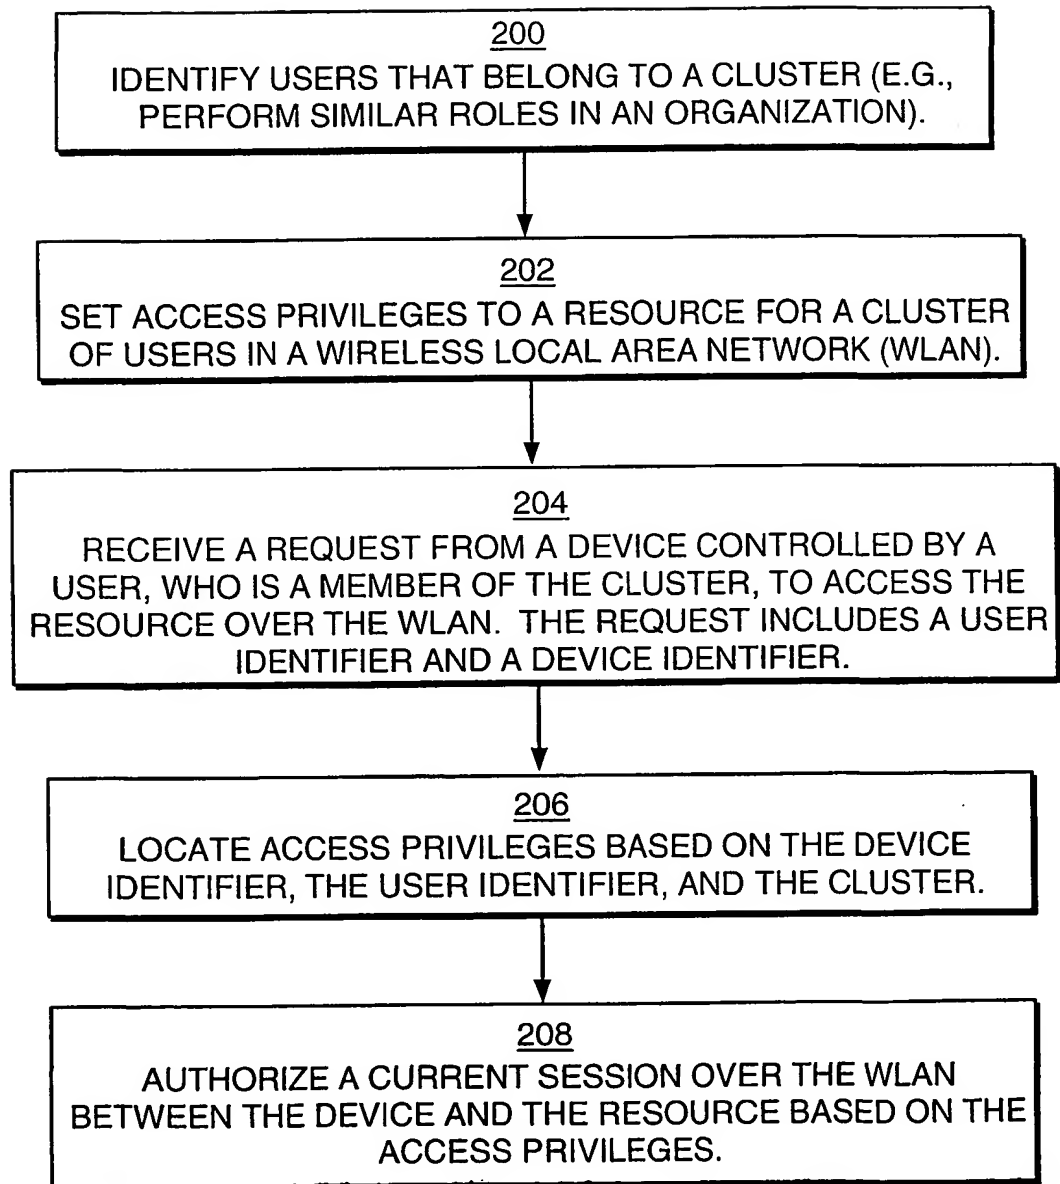 200
IDENTIFY USERS THAT BELONG TO A CLUSTER (E.G.,
PERFORM SIMILAR ROLES IN AN ORGANIZATION).
202
SET ACCESS PRIVILEGES TO A RESOURCE FOR A CLUSTER
OF USERS IN A WIRELESS LOCAL AREA NETWORK (WLAN).
204
RECEIVE A REQUEST FROM A DEVICE CONTROLLED BY A
USER, WHO IS A MEMBER OF THE CLUSTER, TO ACCESS THE
RESOURCE OVER THE WLAN. THE REQUEST INCLUDES A USER
IDENTIFIER AND A DEVICE IDENTIFIER.
206
LOCATE ACCESS PRIVILEGES BASED ON THE DEVICE
IDENTIFIER, THE USER IDENTIFIER, AND THE CLUSTER.
208
AUTHORIZE A CURRENT SESSION OVER THE WLAN
BETWEEN THE DEVICE AND THE RESOURCE BASED ON THE
ACCESS PRIVILEGES.